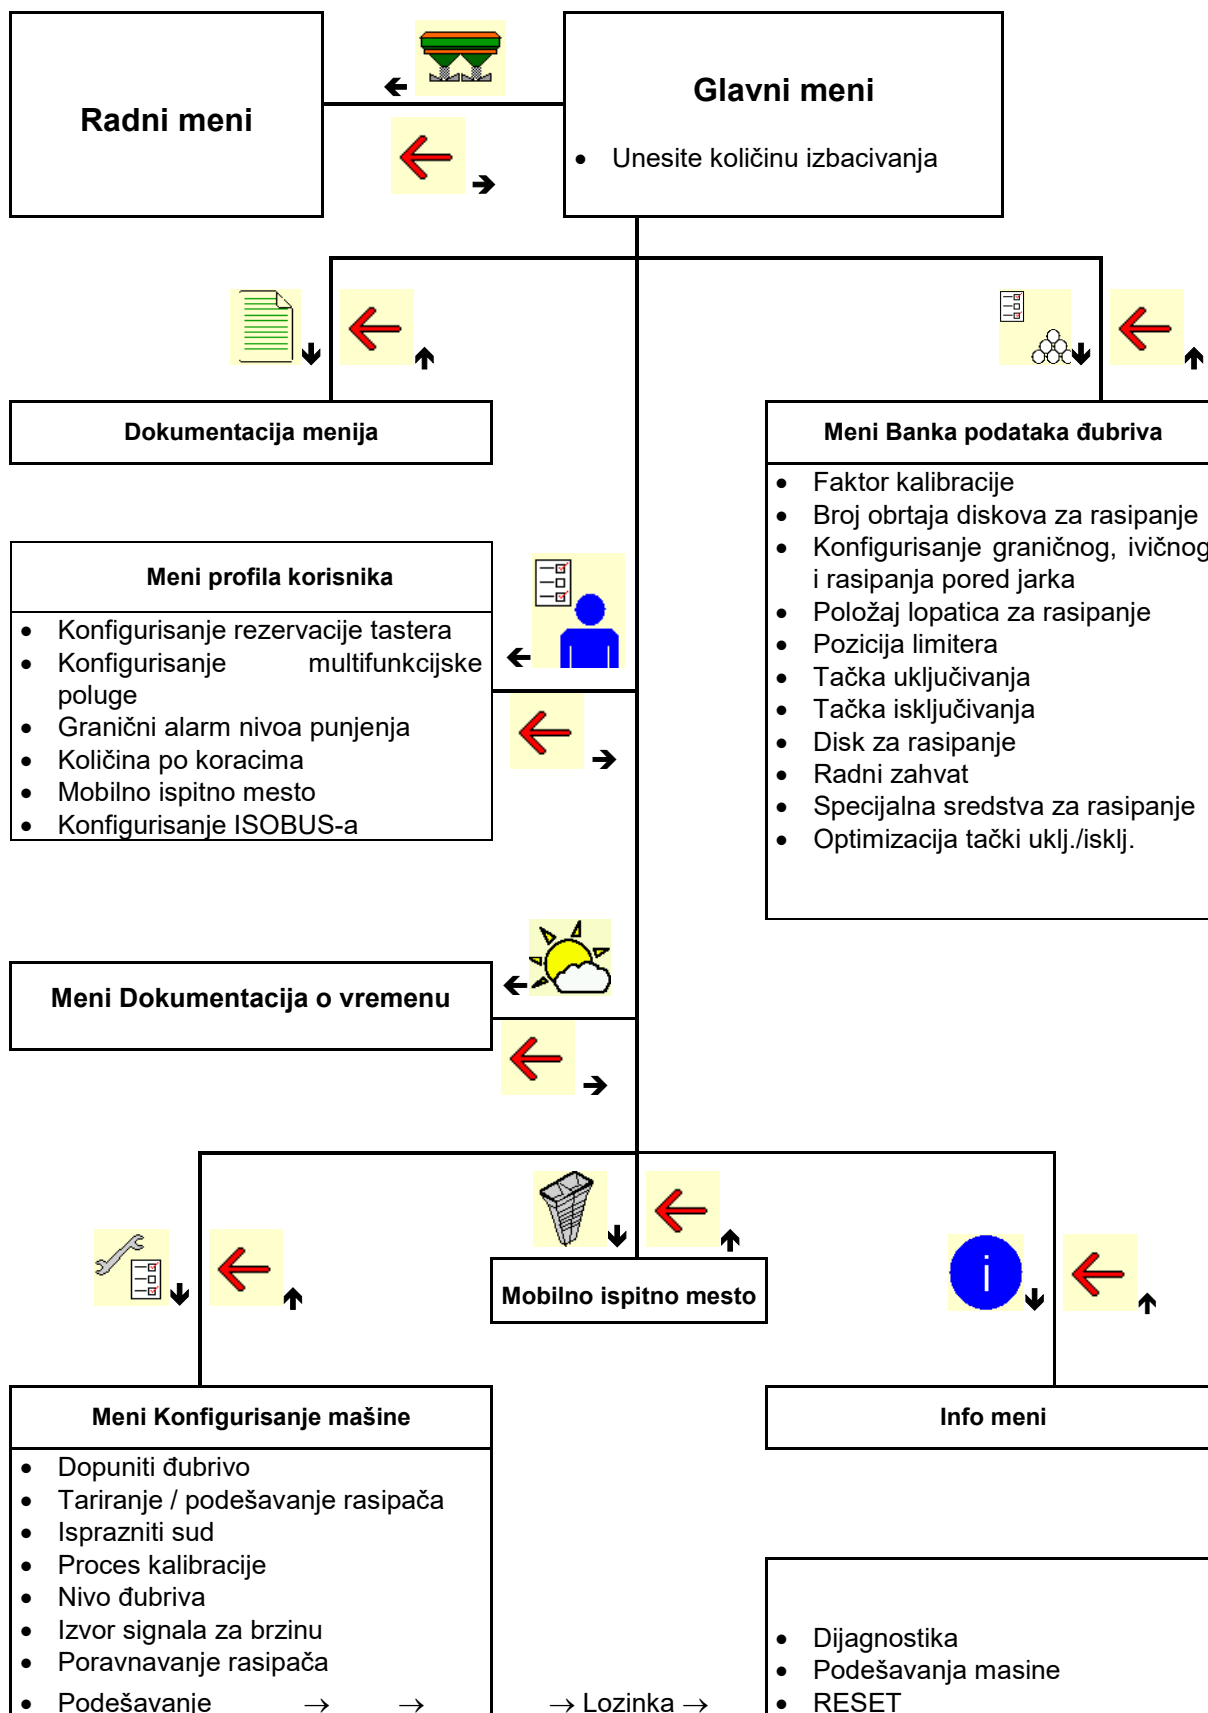 Radni meni
Glavni meni
• Unesite količinu izbacivanja
Dokumentacija menija
Meni Banka podataka đubriva
• Faktor kalibracije
• Broj obrtaja diskova za rasipanje
• Konfigurisanje graničnog, ivičnog
i rasipanja pored jarka
• Položaj lopatica za rasipanje
• Pozicija limitera
• Tačka uključivanja
• Tačka isključivanja
• Disk za rasipanje
• Radni zahvat
• Specijalna sredstva za rasipanje
• Optimizacija tački uklj./isklj.
Meni profila korisnika
• Konfigurisanje rezervacije tastera
• Konfigurisanje multifunkcijske
poluge
• Granični alarm nivoa punjenja
• Količina po koracima
• Mobilno ispitno mesto
• Konfigurisanje ISOBUS-a
Meni Dokumentacija o vremenu
Mobilno ispitno mesto
i
Meni Konfigurisanje mašine
• Dopuniti đubrivo
• Tariranje / podešavanje rasipača
• Isprazniti sud
• Proces kalibracije
• Nivo đubriva
• Izvor signala za brzinu
• Poravnavanje rasipača
• Podešavanje → → → Lozinka →
Info meni
• Dijagnostika
• Podešavanja masine
• RESET